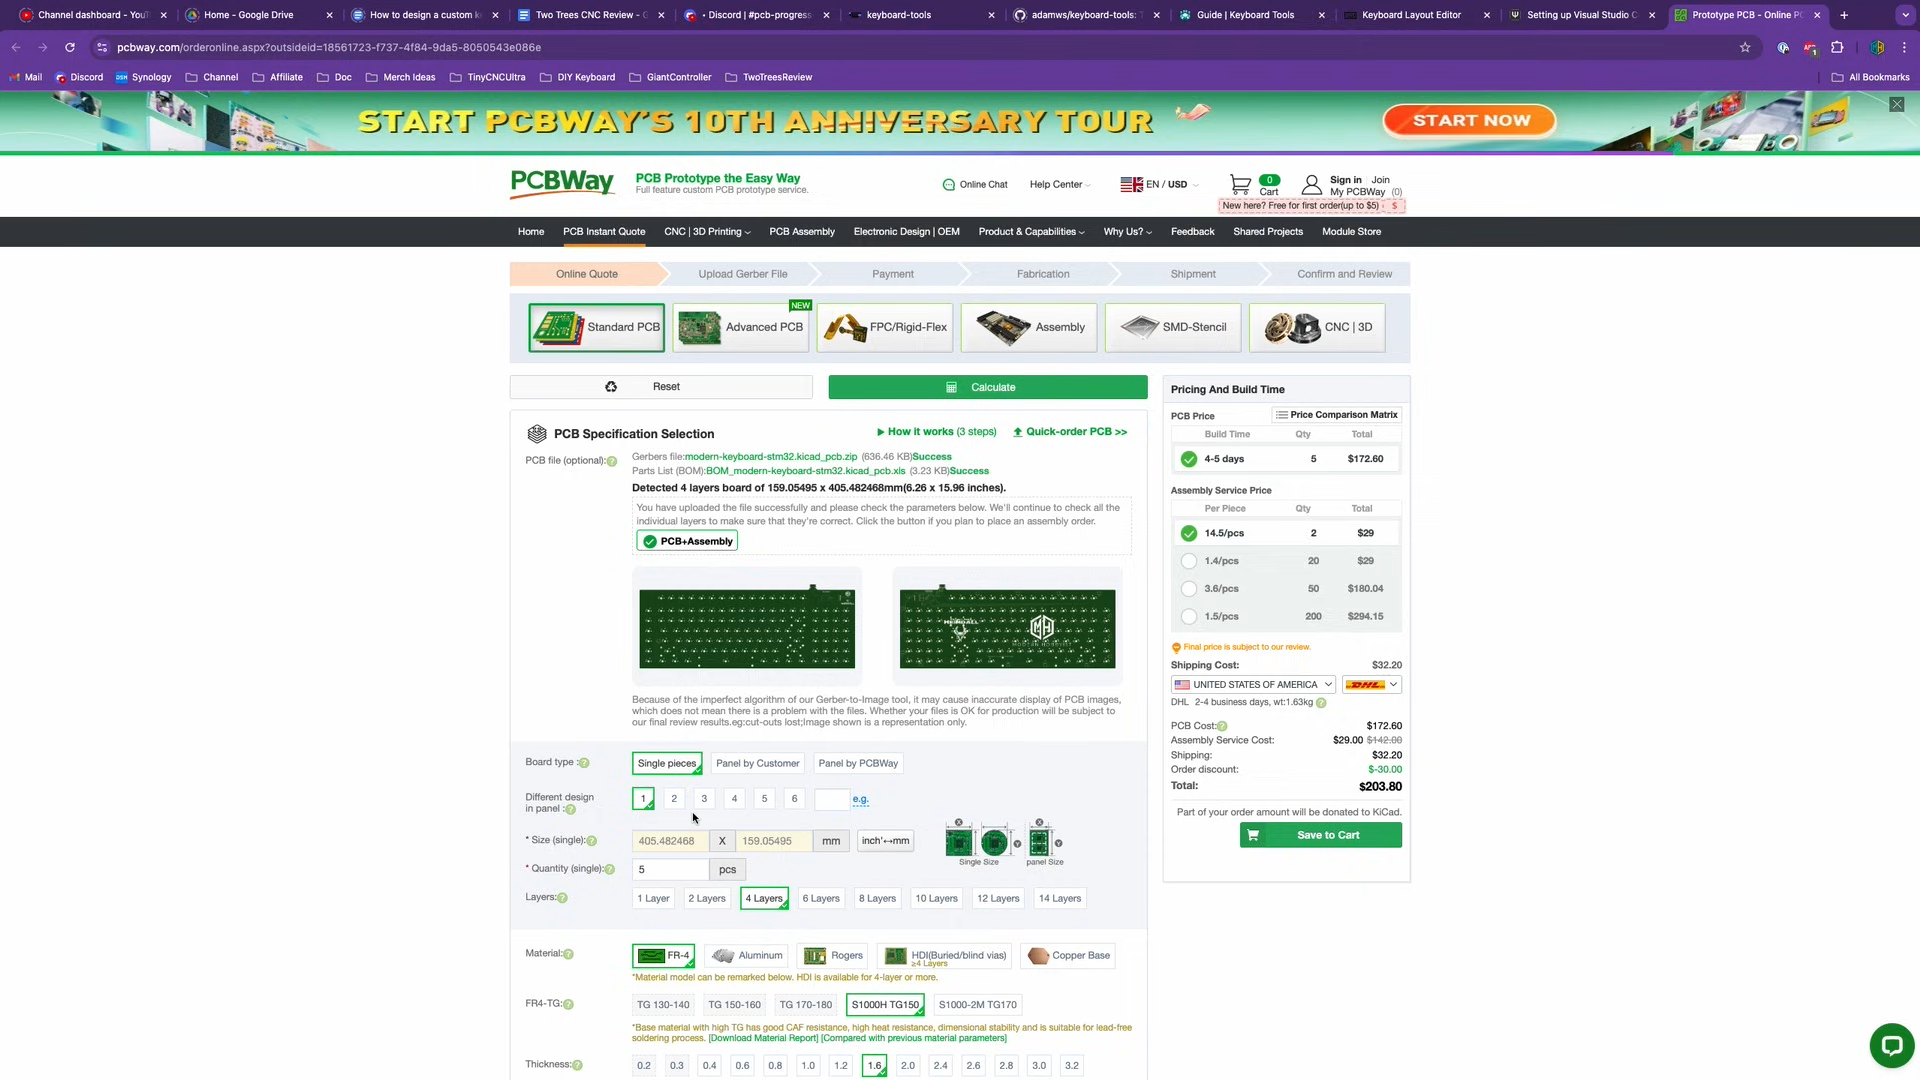 Channel dashboard - YouT
Home - Google Drive
How to design a custom k
Two Trees CNC Review - G
• Discord | #pcb-progress
keyboard-tools
adamws/keyboard-tools: T
Guide | Keyboard Tools
Keyboard Layout Editor
Setting up Visual Studio C
Prototype PCB - Online PC
pcbway.com/orderonline.aspx?outsideid=18561723-f737-4f84-9da5-8050543e086e
Mail
Discord
Synology
Channel
Affiliate
Doc
Merch Ideas
TinyCNCUltra
DIY Keyboard
GiantController
TwoTreesReview
All Bookmarks
START PCBWAY'S 10TH ANNIVERSARY TOUR
START NOW
PCBWay
PCB Prototype the Easy Way
Full feature custom PCB prototype service.
Online Chat
Help Center
EN / USD
0
Cart
Sign in Join
My PCBWay (0)
New here? Free for first order(up to $5) $
Home
PCB Instant Quote
CNC | 3D Printing
PCB Assembly
Electronic Design | OEM
Product & Capabilities
Why Us?
Feedback
Shared Projects
Module Store
Online Quote
Upload Gerber File
Payment
Fabrication
Shipment
Confirm and Review
Standard PCB
NEW
Advanced PCB
FPC/Rigid-Flex
Assembly
SMD-Stencil
CNC | 3D
Reset
Calculate
PCB Specification Selection
How it works (3 steps)
Quick-order PCB >>
PCB file (optional):
Gerbers file:modern-keyboard-stm32.kicad_pcb.zip (636.46 KB)Success
Parts List (BOM):BOM_modern-keyboard-stm32.kicad_pcb.xls (3.23 KB)Success
Detected 4 layers board of 159.05495 x 405.482468mm(6.26 x 15.96 inches).
You have uploaded the file successfully and please check the parameters below. We'll continue to check all the
individual layers to make sure that they're correct. Click the button if you plan to place an assembly order.
PCB+Assembly
Because of the imperfect algorithm of our Gerber-to-Image tool, it may cause inaccurate display of PCB images,
which does not mean there is a problem with the files. Whether your files is OK for production will be subject to
our final review results.eg:cut-outs lost;Image shown is a representation only.
Board type :
Single pieces
Panel by Customer
Panel by PCBWay
Different design
in panel :
1
2
3
4
5
6
e.g.
* Size (single):
405.482468
X
159.05495
mm
inch'↔mm
X
Y
X
Y
Single Size
panel Size
* Quantity (single):
5
pcs
Layers:
1 Layer
2 Layers
4 Layers
6 Layers
8 Layers
10 Layers
12 Layers
14 Layers
Material:
FR-4
Aluminum
Rogers
HDI(Buried/blind vias)
≥4 Layers
Copper Base
*Material model can be remarked below. HDI is available for 4-layer or more.
FR4-TG:
TG 130-140
TG 150-160
TG 170-180
S1000H TG150
S1000-2M TG170
*Base material with high TG has good CAF resistance, high heat resistance, dimensional stability and is suitable for lead-free
soldering process. [Download Material Report] [Compared with previous material parameters]
Thickness:
0.2
0.3
0.4
0.6
0.8
1.0
1.2
1.6
2.0
2.4
2.6
2.8
3.0
3.2
Pricing And Build Time
PCB Price
Price Comparison Matrix
Build Time Qty Total
4-5 days 5 $172.60
Assembly Service Price
Per Piece Qty Total
14.5/pcs 2 $29
1.4/pcs 20 $29
3.6/pcs 50 $180.04
1.5/pcs 200 $294.15
Final price is subject to our review.
Shipping Cost: $32.20
UNITED STATES OF AMERICA
DHL
DHL 2-4 business days, wt:1.63kg
PCB Cost: $172.60
Assembly Service Cost: $29.00 $142.00
Shipping: $32.20
Order discount: $-30.00
Total: $203.80
Part of your order amount will be donated to KiCad.
Save to Cart